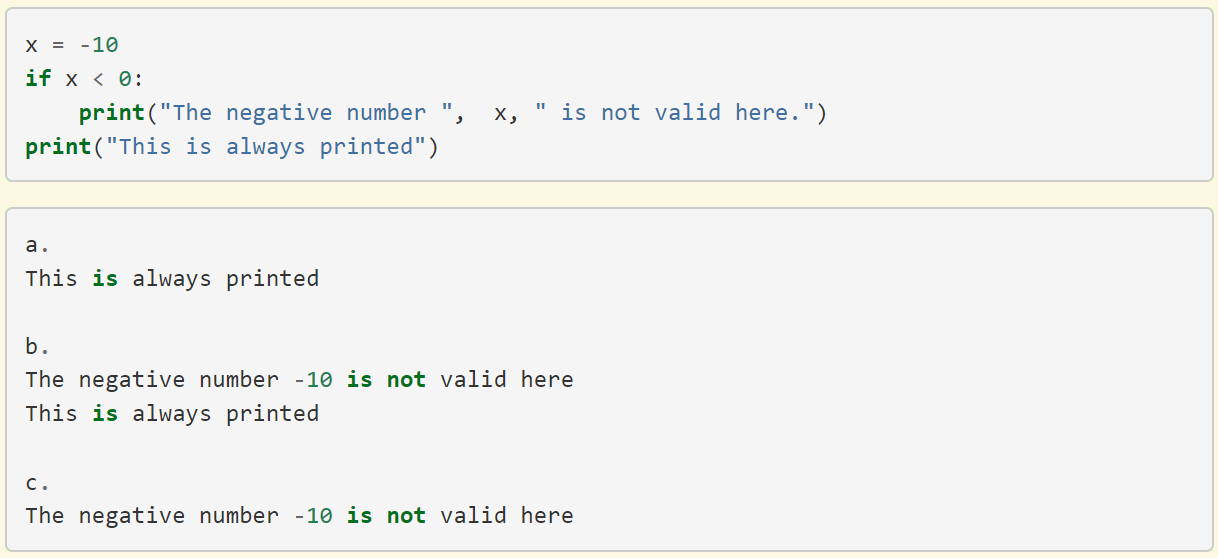 x = -10
if x < 0:
    print("The negative number ",  x, " is not valid here.")
print("This is always printed")
a.
This is always printed
b.
The negative number -10 is not valid here
This is always printed
c.
The negative number -10 is not valid here